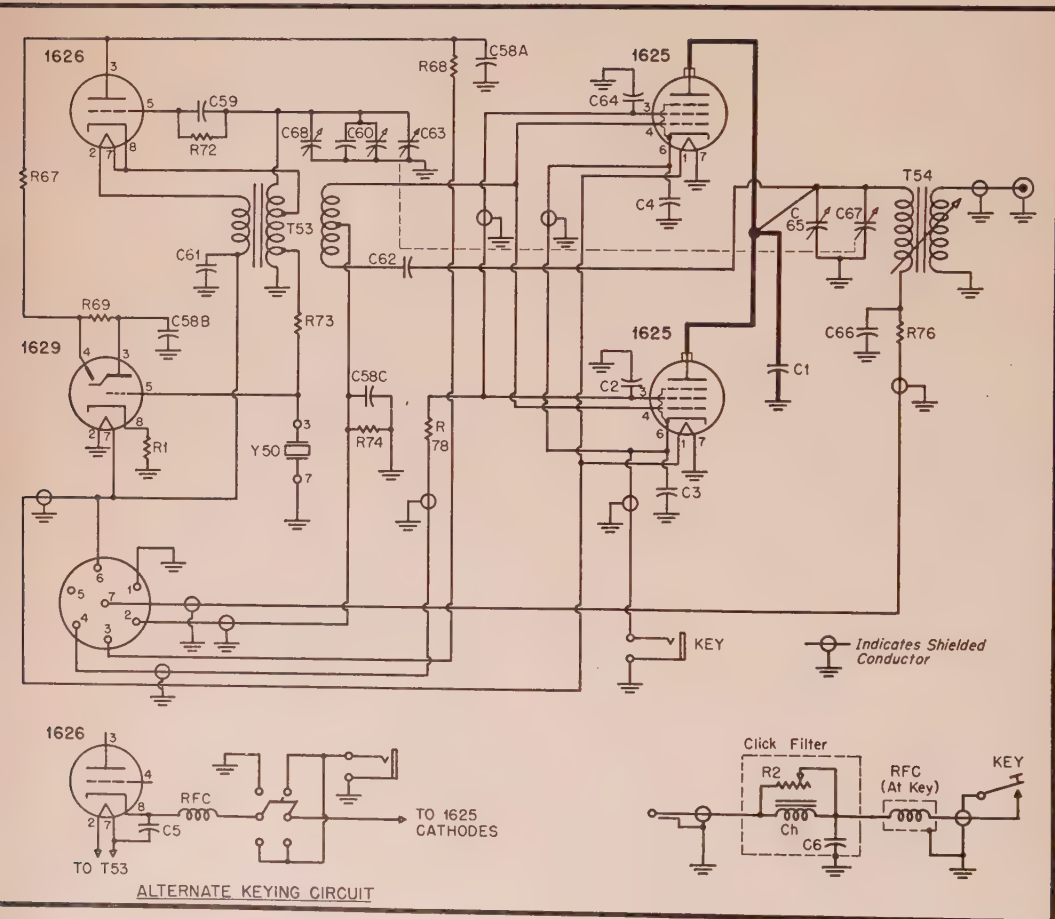 1626
3
5
2
7
8
C59
R72
R67
R68
C58A
C68
C60
C63
1625
C64
3
4
6
1
7
C4
T53
C61
C62
T54
C
65
C67
R69
C58B
R73
C66
R76
1629
4
3
5
2
7
8
R1
C58C
R74
Y50
3
7
R
78
1625
C2
3
4
6
1
7
C1
C3
6
5
7
1
4
2
3
KEY
Indicates Shielded
Conductor
1626
3
4
8
2
7
C5
RFC
TO T53
TO 1625
CATHODES
ALTERNATE KEYING CIRCUIT
Click Filter
R2
Ch
C6
RFC
(At Key)
KEY